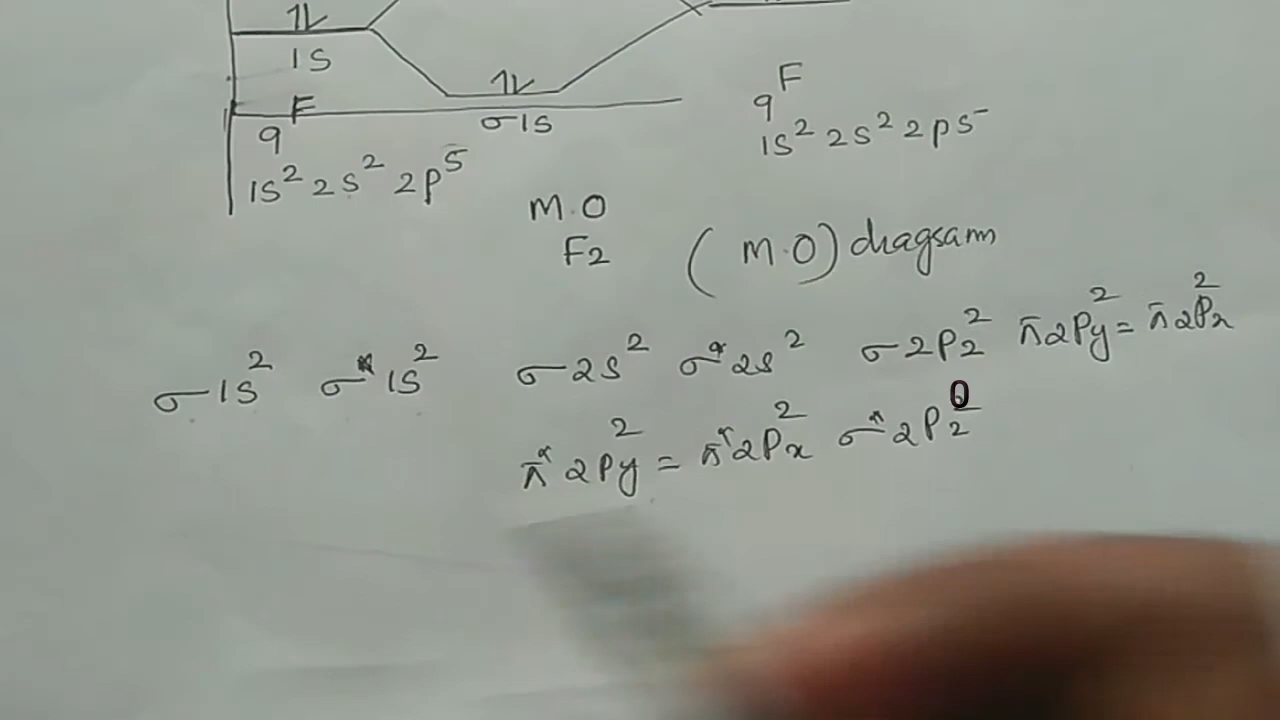 1S
σ1s
9F
1s² 2s² 2p⁵
9F
1s² 2s² 2p5
M.O
F2
(M.O) diagram
σ1s² σ*1s² σ2s² σ*2s² σ2Pz² π2Py² = π2Px²
π*2Py² = π*2Px² σ*2Pz⁰